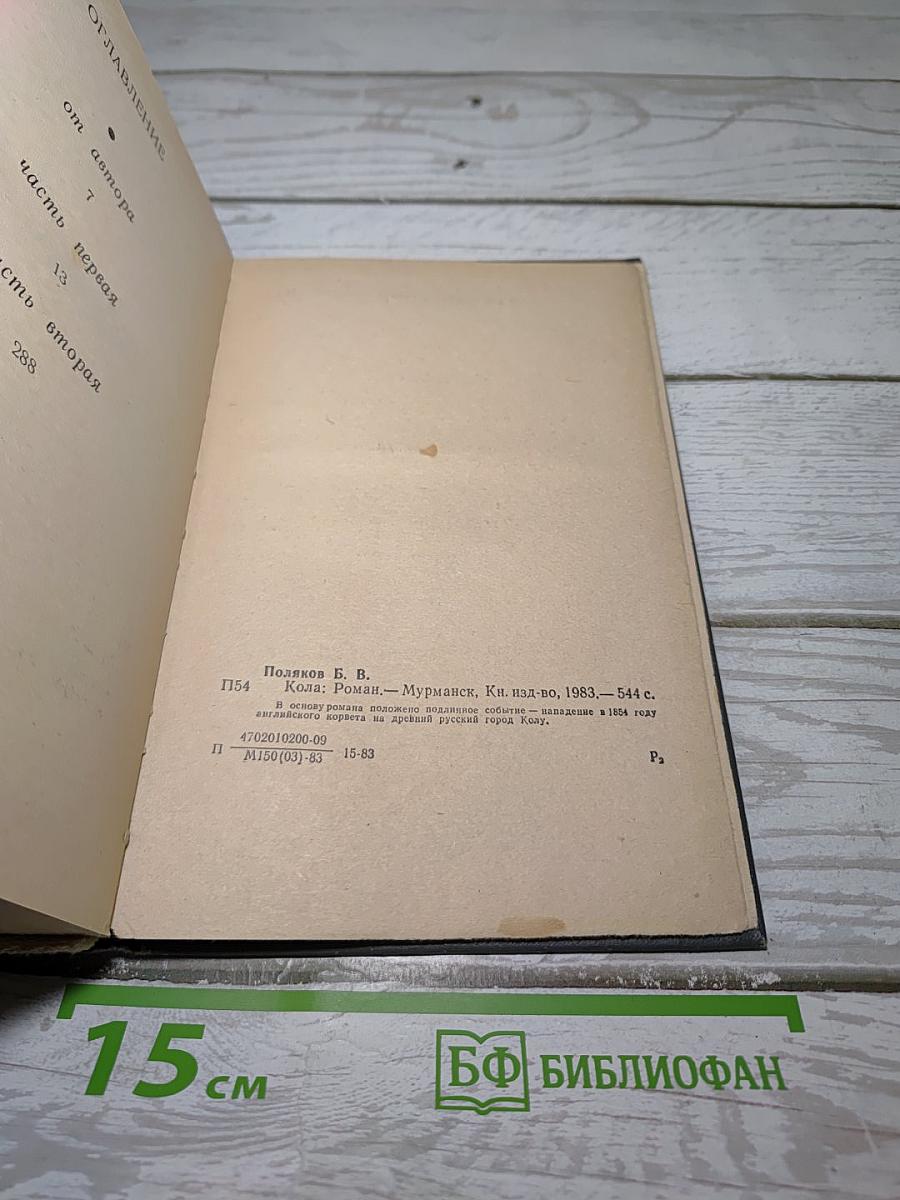 ОГЛАВЛЕНИЕ
●
от автора
7
часть первая
13
часть вторая
288
Поляков Б. В.
П54 Кола: Роман.— Мурманск, Кн. изд-во, 1983.— 544 с.
В основу романа положено подлинное событие — нападение в 1854 году
английского корвета на древний русский город Колу.
П 4702010200-09
М150(03)-83 15-83 Р₂
15 см
БФ БИБЛИОФАН